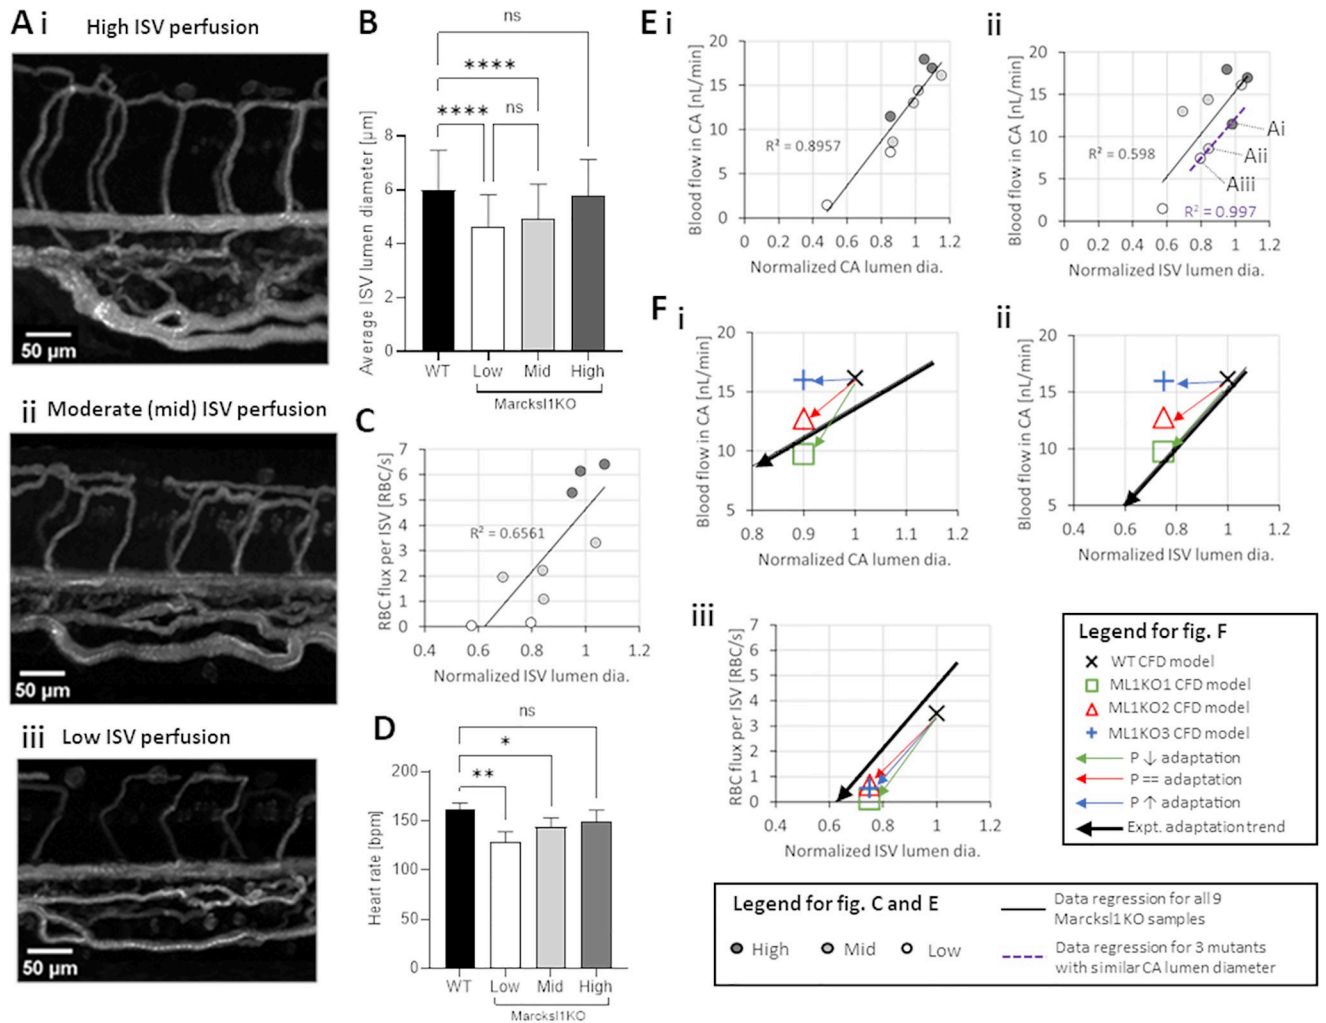 A i
High ISV perfusion
50 µm
ii Moderate (mid) ISV perfusion
50 µm
iii Low ISV perfusion
50 µm
B
ns
****
**** ns
Average ISV lumen diameter [µm]
8
6
4
2
0
WT Low Mid High
Marcksl1KO
C
RBC flux per ISV [RBC/s]
7
6
5
4
3
2
1
0
R² = 0.6561
0.4 0.6 0.8 1 1.2
Normalized ISV lumen dia.
D
ns
*
**
Heart rate [bpm]
200
150
100
50
0
WT Low Mid High
Marcksl1KO
E i
Blood flow in CA [nL/min]
20
15
10
5
0
R² = 0.8957
0 0.2 0.4 0.6 0.8 1 1.2
Normalized CA lumen dia.
ii
Blood flow in CA [nL/min]
20
15
10
5
0
R² = 0.598
Ai
Aii
Aiii
R² = 0.997
0 0.2 0.4 0.6 0.8 1 1.2
Normalized ISV lumen dia.
F i
Blood flow in CA [nL/min]
20
15
10
5
0.8 0.9 1 1.1 1.2
Normalized CA lumen dia.
ii
Blood flow in CA [nL/min]
20
15
10
5
0.4 0.6 0.8 1 1.2
Normalized ISV lumen dia.
iii
RBC flux per ISV [RBC/s]
7
6
5
4
3
2
1
0
0.4 0.6 0.8 1 1.2
Normalized ISV lumen dia.
Legend for fig. F
WT CFD model
ML1KO1 CFD model
ML1KO2 CFD model
ML1KO3 CFD model
P ↓ adaptation
P == adaptation
P ↑ adaptation
Expt. adaptation trend
Legend for fig. C and E
High Mid Low
Data regression for all 9
Marcksl1KO samples
Data regression for 3 mutants
with similar CA lumen diameter